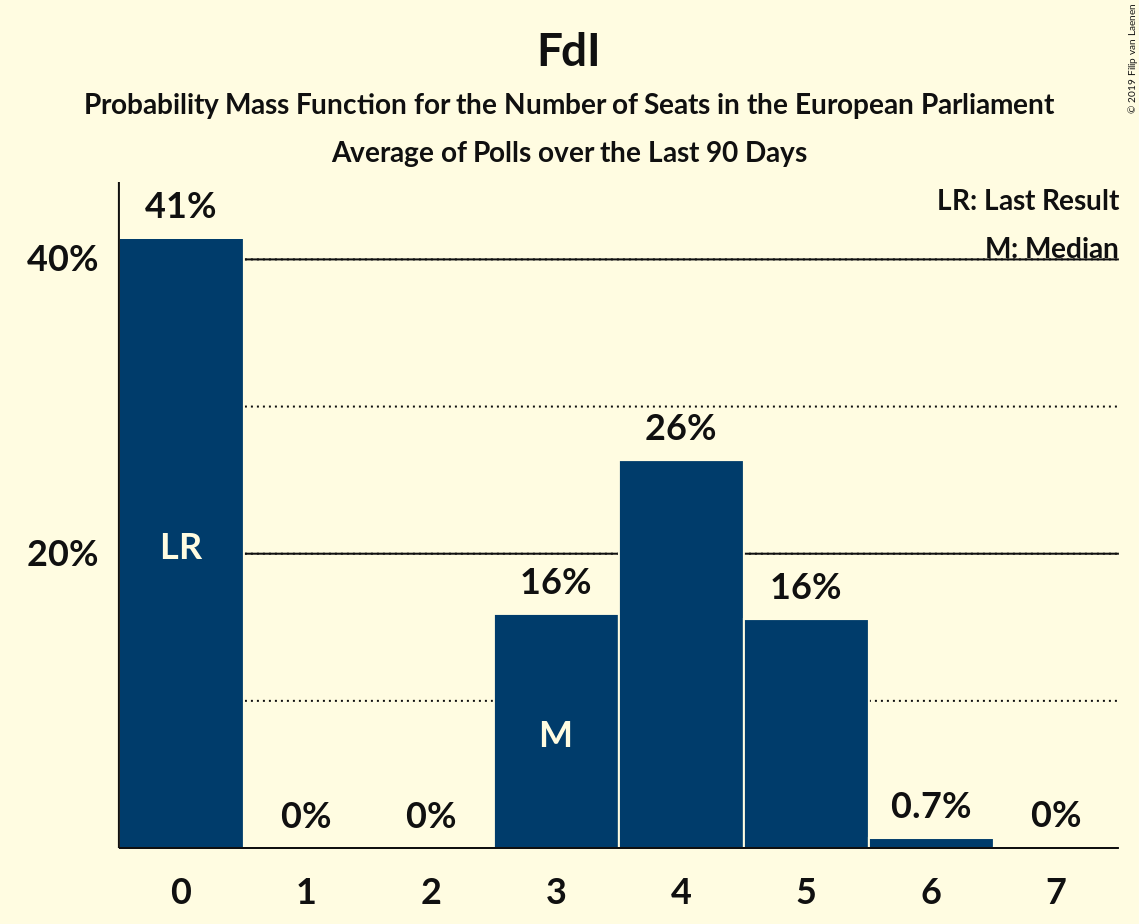 FdI
Probability Mass Function for the Number of Seats in the European Parliament
Average of Polls over the Last 90 Days
© 2019 Filip van Laenen
LR: Last Result
M: Median
40%
20%
41%
0%
0%
16%
26%
16%
0.7%
0%
LR
M
0 1 2 3 4 5 6 7